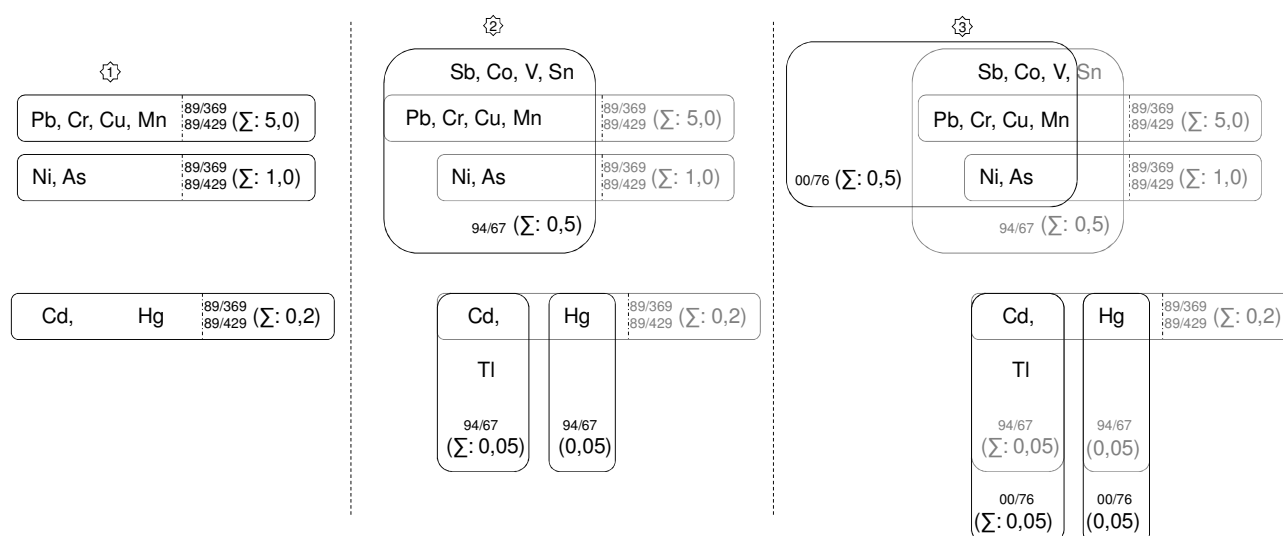 1
Pb, Cr, Cu, Mn 89/369 89/429 (∑: 5,0)
Ni, As 89/369 89/429 (∑: 1,0)
Cd, Hg 89/369 89/429 (∑: 0,2)
2
Sb, Co, V, Sn
Pb, Cr, Cu, Mn 89/369 89/429 (∑: 5,0)
Ni, As 89/369 89/429 (∑: 1,0)
94/67 (∑: 0,5)
Cd, Hg 89/369 89/429 (∑: 0,2)
Tl
94/67 94/67
(∑: 0,05) (0,05)
3
Sb, Co, V, Sn
Pb, Cr, Cu, Mn 89/369 89/429 (∑: 5,0)
00/76 (∑: 0,5) Ni, As 89/369 89/429 (∑: 1,0)
94/67 (∑: 0,5)
Cd, Hg 89/369 89/429 (∑: 0,2)
Tl
94/67 94/67
(∑: 0,05) (0,05)
00/76 00/76
(∑: 0,05) (0,05)